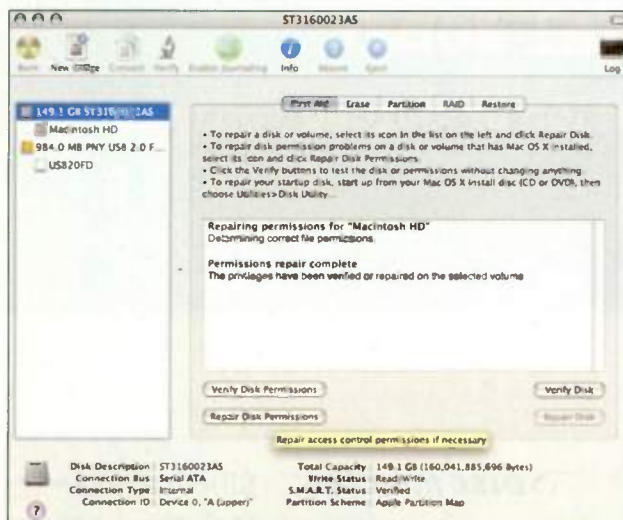 ST3160023AS
New Image
Convert
Verify
Enable Journaling
Info
Mount
Eject
Log
149.1 GB ST3160023AS
Macintosh HD
984.0 MB PNY USB 2.0 F...
USB20FD
First Aid Erase Partition RAID Restore
• To repair a disk or volume, select its icon in the list on the left and click Repair Disk.
• To repair disk permission problems on a disk or volume that has Mac OS X installed,
select its icon and click Repair Disk Permissions.
• Click the Verify buttons to test the disk or permissions without changing anything.
• To repair your startup disk, start up from your Mac OS X Install disc (CD or DVD), then
choose Utilities>Disk Utility.
Repairing permissions for "Macintosh HD"
Determining correct file permissions.
Permissions repair complete
The privileges have been verified or repaired on the selected volume
Verify Disk Permissions
Verify Disk
Repair Disk Permissions
Repair Disk
Repair access control permissions if necessary
Disk Description : ST3160023AS
Connection Bus : Serial ATA
Connection Type : Internal
Connection ID : Device 0, "A (upper)"
Total Capacity : 149.1 GB (160,041,885,696 Bytes)
Write Status : Read/Write
S.M.A.R.T. Status : Verified
Partition Scheme : Apple Partition Map
?